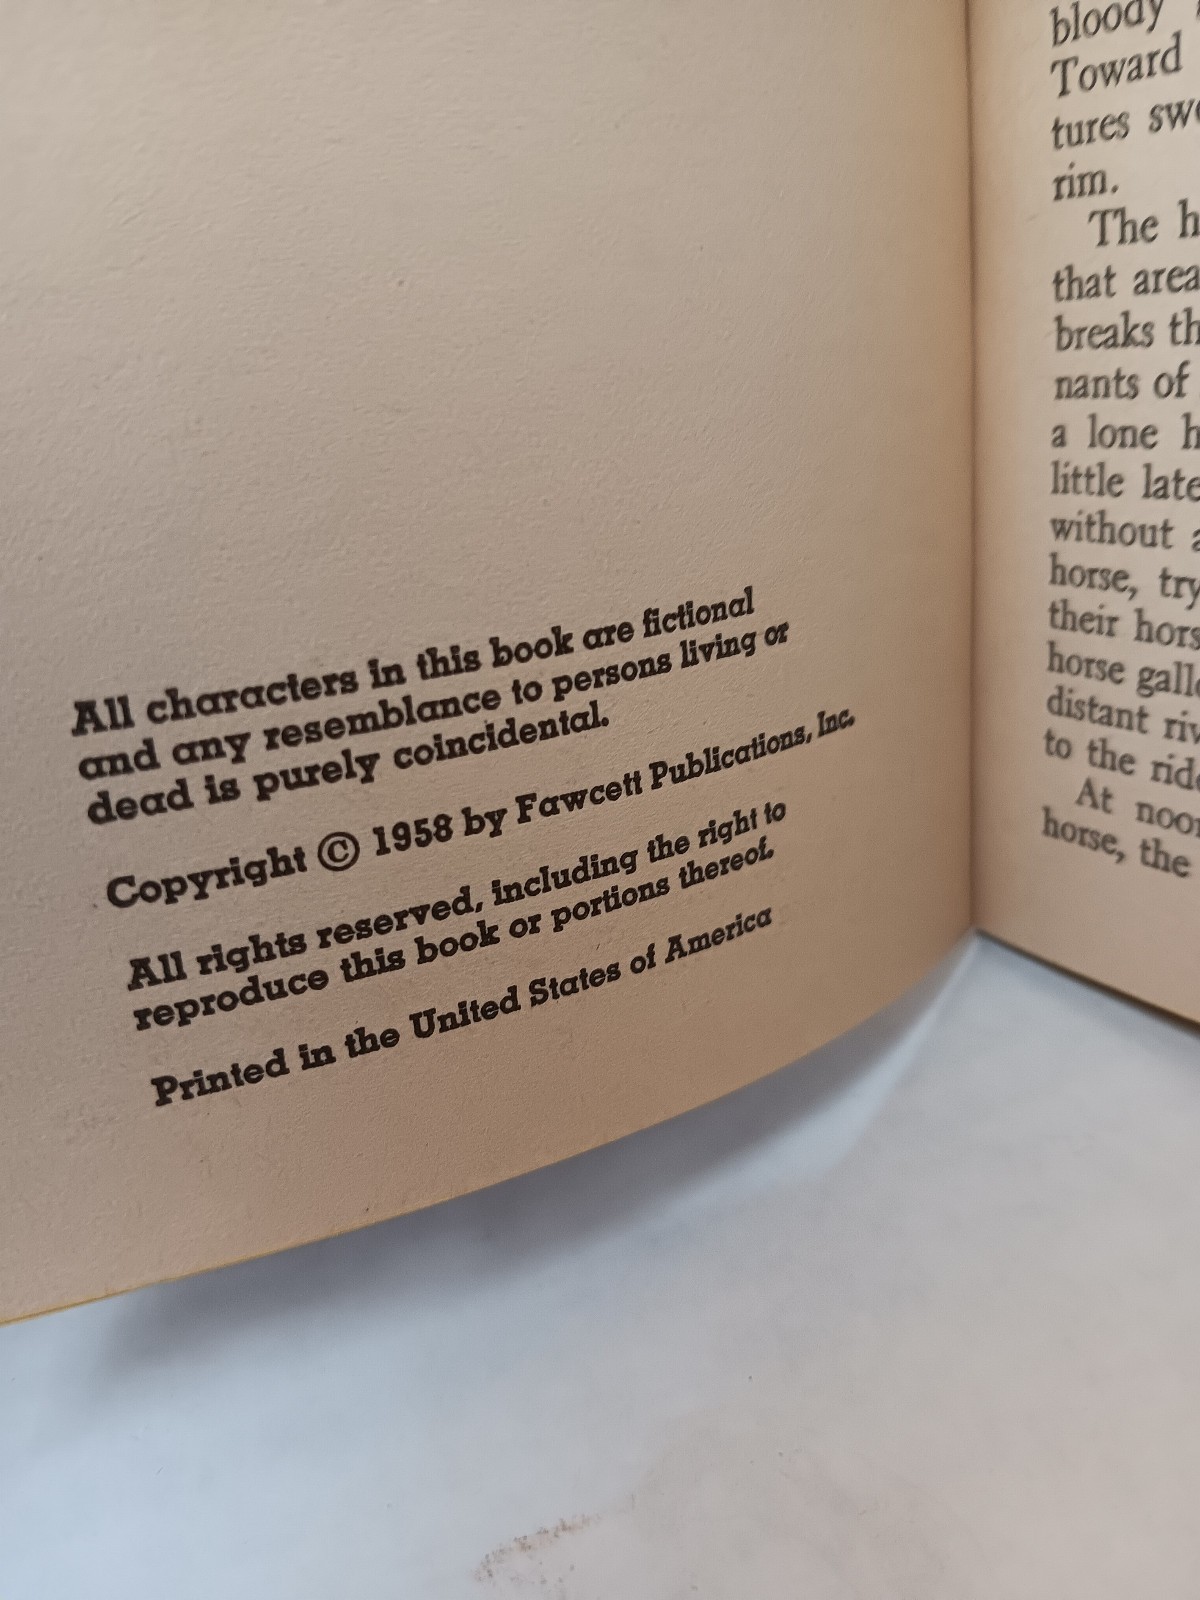 All characters in this book are fictional
and any resemblance to persons living or
dead is purely coincidental.
Copyright © 1958 by Fawcett Publications, Inc.
All rights reserved, including the right to
reproduce this book or portions thereof.
Printed in the United States of America
bloody
Toward
tures
rim.
The
that area
breaks
nants of
a lone
little
without
horse,
their
horse
distant
to the
At
horse, the